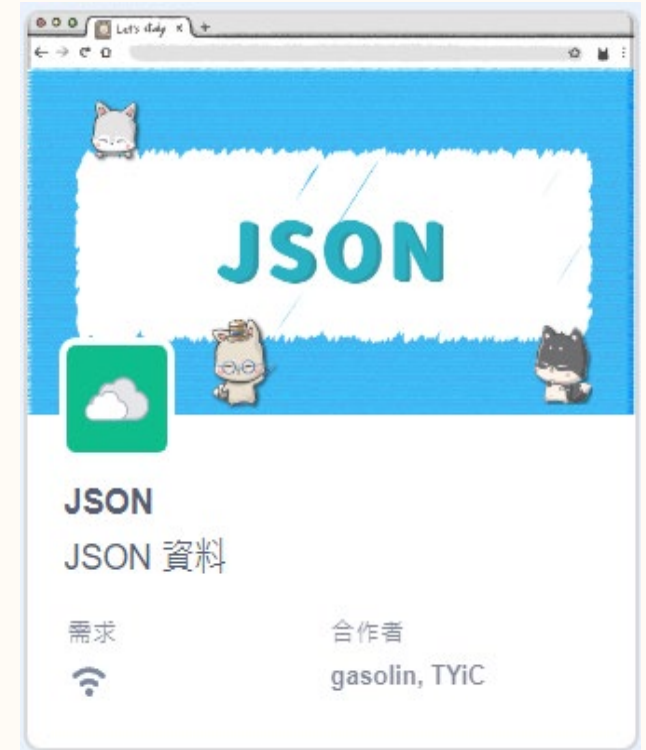 Let's study
JSON
JSON
JSON 資料
需求
合作者
gasolin, TYiC